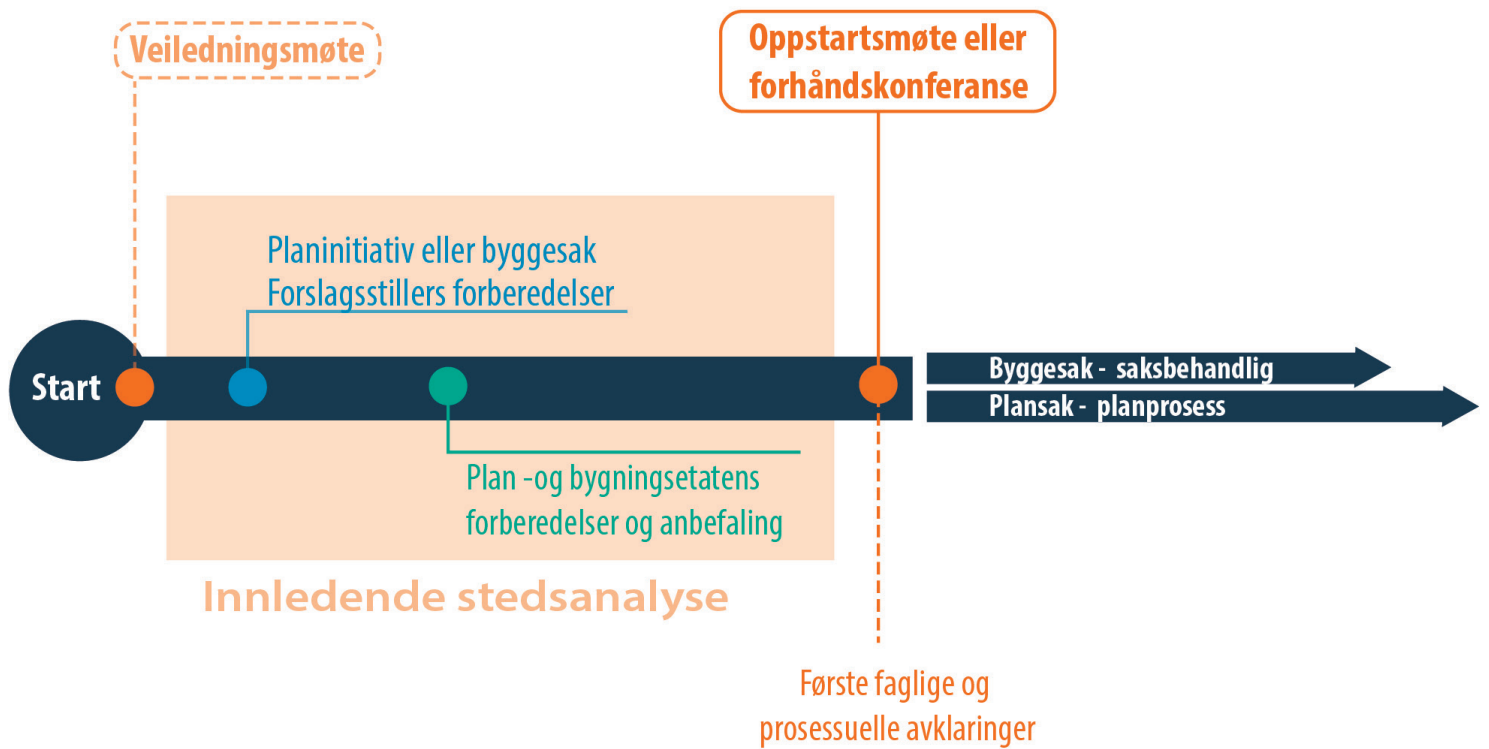 Veiledningsmøte
Oppstartsmøte eller
forhåndskonferanse
Planinitiativ eller byggesak
Forslagsstillers forberedelser
Start
Byggesak - saksbehandlig
Plansak - planprosess
Plan -og bygningsetatens
forberedelser og anbefaling
Innledende stedsanalyse
Første faglige og
prosessuelle avklaringer